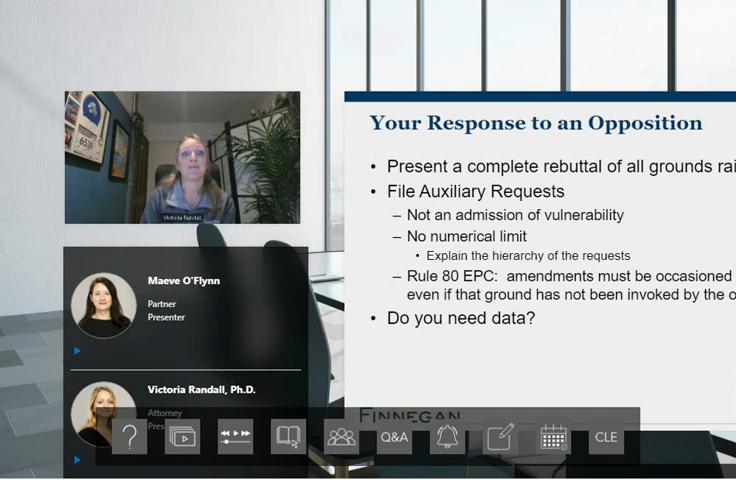 6531
Victoria Randall
Your Response to an Opposition
• Present a complete rebuttal of all grounds rai
• File Auxiliary Requests
– Not an admission of vulnerability
– No numerical limit
• Explain the hierarchy of the requests
– Rule 80 EPC: amendments must be occasioned
even if that ground has not been invoked by the o
• Do you need data?
FINNEGAN
Maeve O'Flynn
Partner
Presenter
Victoria Randall, Ph.D.
Attorney
Pres
?
Q&A
CLE